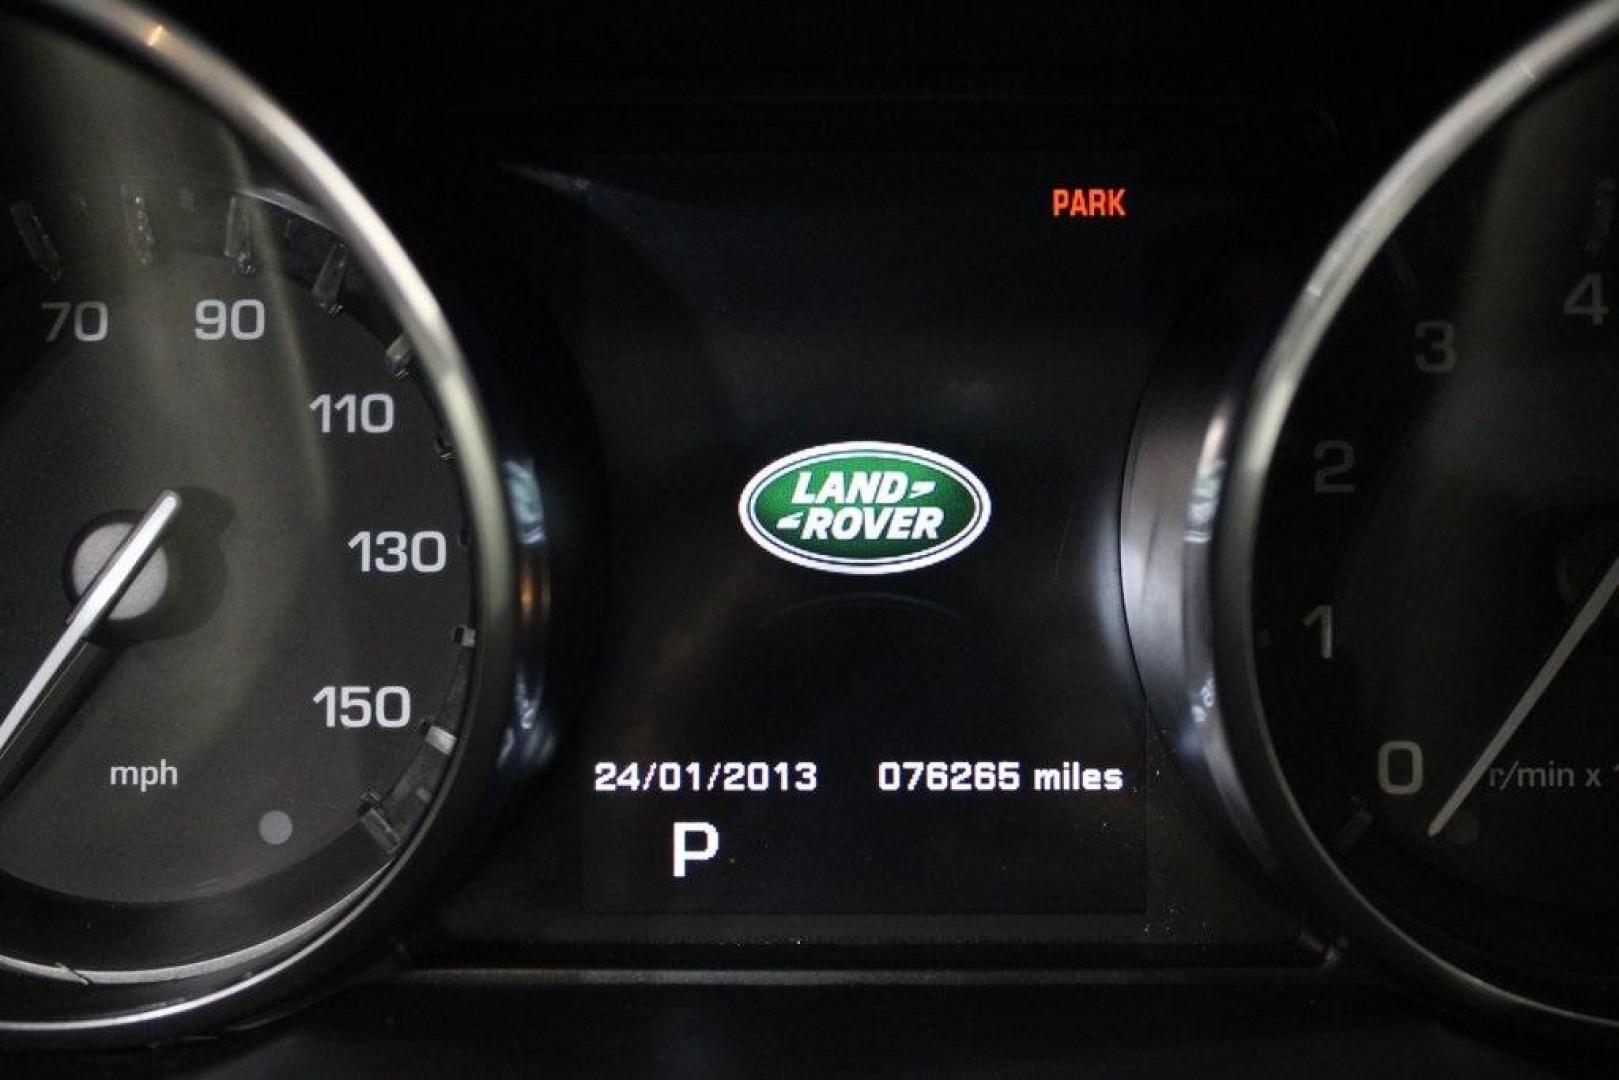 PARK
70
90
110
130
150
mph
LAND
ROVER
24/01/2013 076265 miles
P
4
3
2
1
0
r/min x